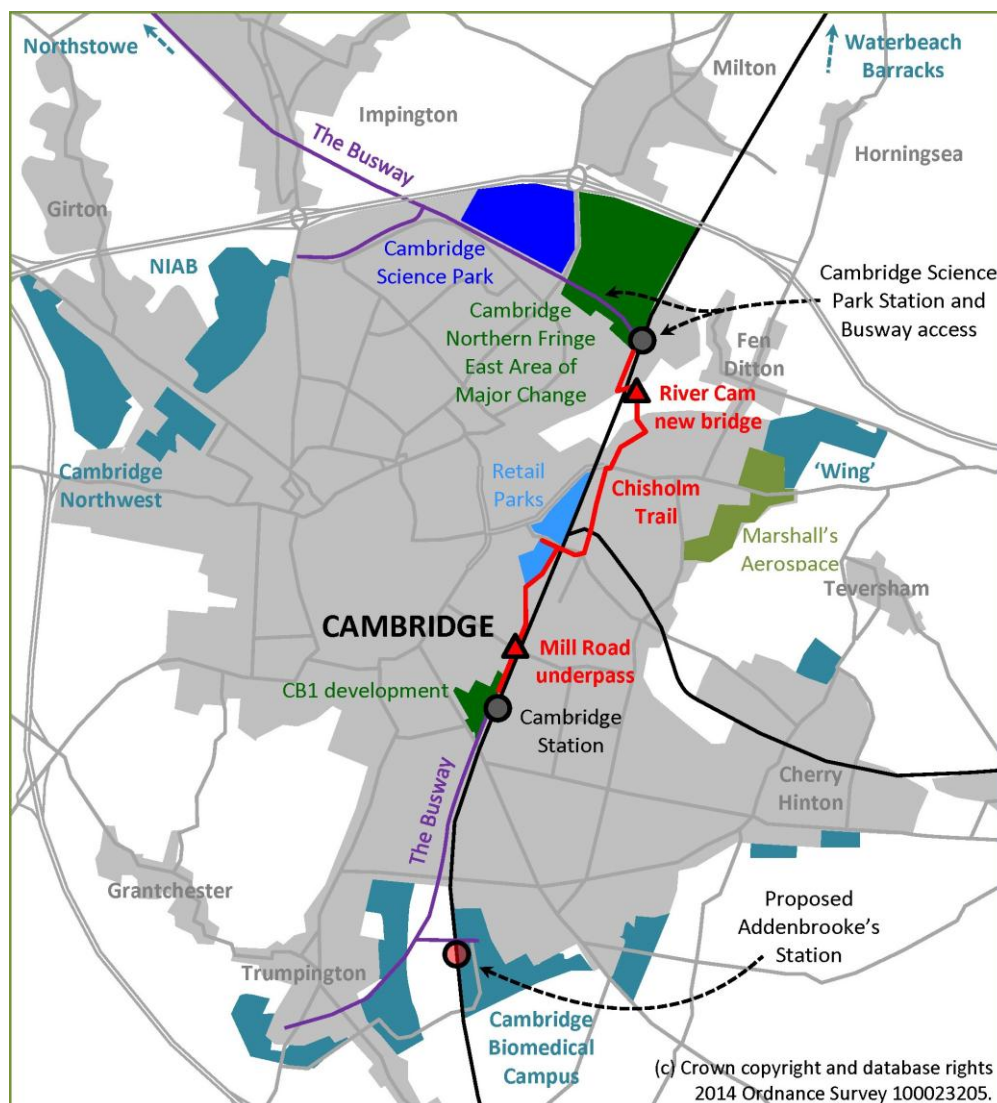 Northstowe
Waterbeach
Barracks
Milton
Impington
The Busway
Horningsea
Girton
NIAB
Cambridge
Science Park
Cambridge Science
Park Station and
Busway access
Cambridge
Northern Fringe
East Area of
Major Change
Fen
Ditton
River Cam
new bridge
Cambridge
Northwest
Retail
Parks
Chisholm
Trail
'Wing'
Marshall's
Aerospace
Teversham
CAMBRIDGE
Mill Road
underpass
CB1 development
Cambridge
Station
The Busway
Cherry
Hinton
Grantchester
Proposed
Addenbrooke's
Station
Trumpington
Cambridge
Biomedical
Campus
(c) Crown copyright and database rights
2014 Ordnance Survey 100023205.